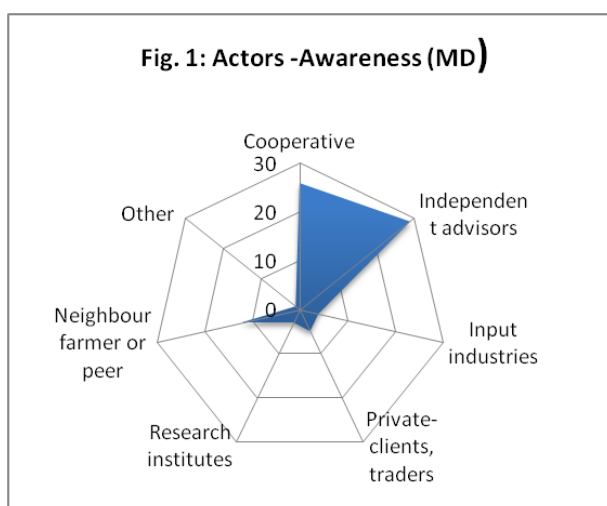 Fig. 1: Actors -Awareness (MD)
Cooperative
30
Independen
t advisors
20
Other
10
0
Neighbour
farmer or
peer
Input
industries
Research
institutes
Private-
clients,
traders